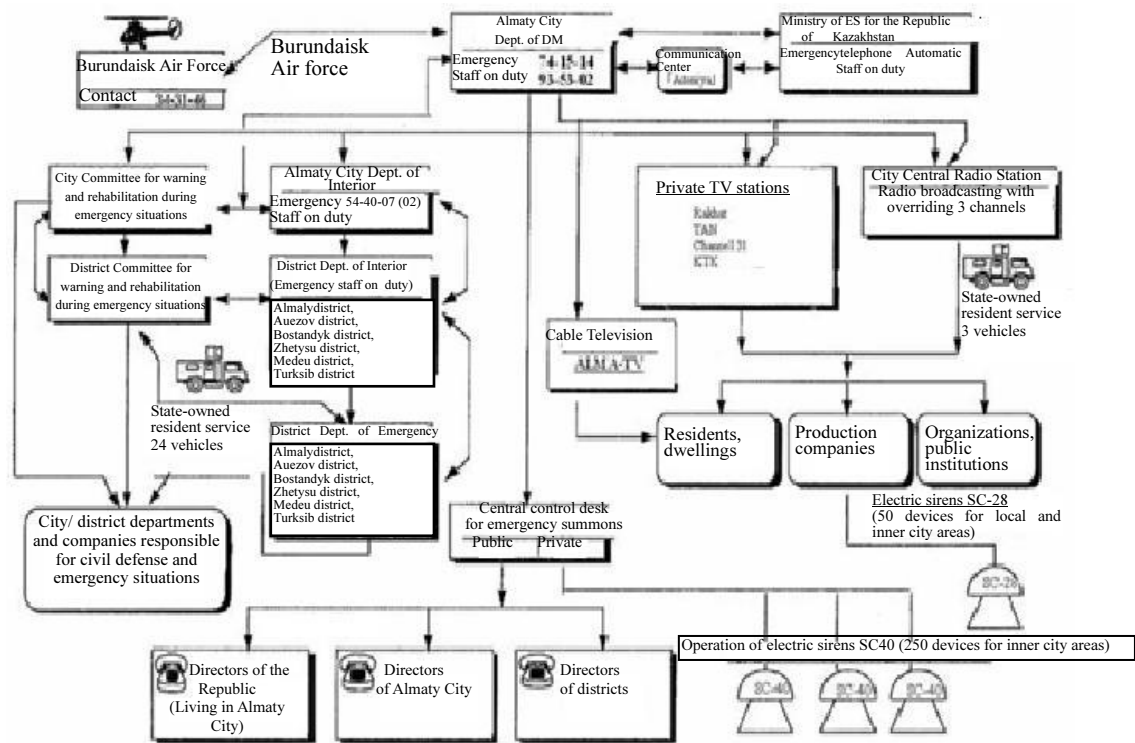 Burundaisk Air Force
Contact 34-31-46
Burundaisk
Air force
Almaty City
Dept. of DM
Emergency 74-15-14
Staff on duty 93-53-02
Communication
Center
Ministry of ES for the Republic
of Kazakhstan
Emergencytelephone Automatic
Staff on duty
City Committee for warning
and rehabilitation during
emergency situations
Almaty City Dept. of
Interior
Emergency 54-40-07 (02)
Staff on duty
Private TV stations
Rakhat
TAN
Channel 31
KTK
City Central Radio Station
Radio broadcasting with
overriding 3 channels
District Committee for
warning and rehabilitation
during emergency situations
District Dept. of Interior
(Emergency staff on duty)
Almalydistrict,
Auezov district,
Bostandyk district,
Zhetysu district,
Medeu district,
Turksib district
State-owned
resident service
3 vehicles
Cable Television
ALMA-TV
State-owned
resident service
24 vehicles
District Dept. of Emergency
Almalydistrict,
Auezov district,
Bostandyk district,
Zhetysu district,
Medeu district,
Turksib district
Residents,
dwellings
Production
companies
Organizations,
public
institutions
City/ district departments
and companies responsible
for civil defense and
emergency situations
Central control desk
for emergency summons
Public Private
Electric sirens SC-28
(50 devices for local and
inner city areas)
SC-28
Operation of electric sirens SC40 (250 devices for inner city areas)
SC-40
SC-40
SC-40
Directors of the
Republic
(Living in Almaty
City)
Directors
of Almaty City
Directors
of districts